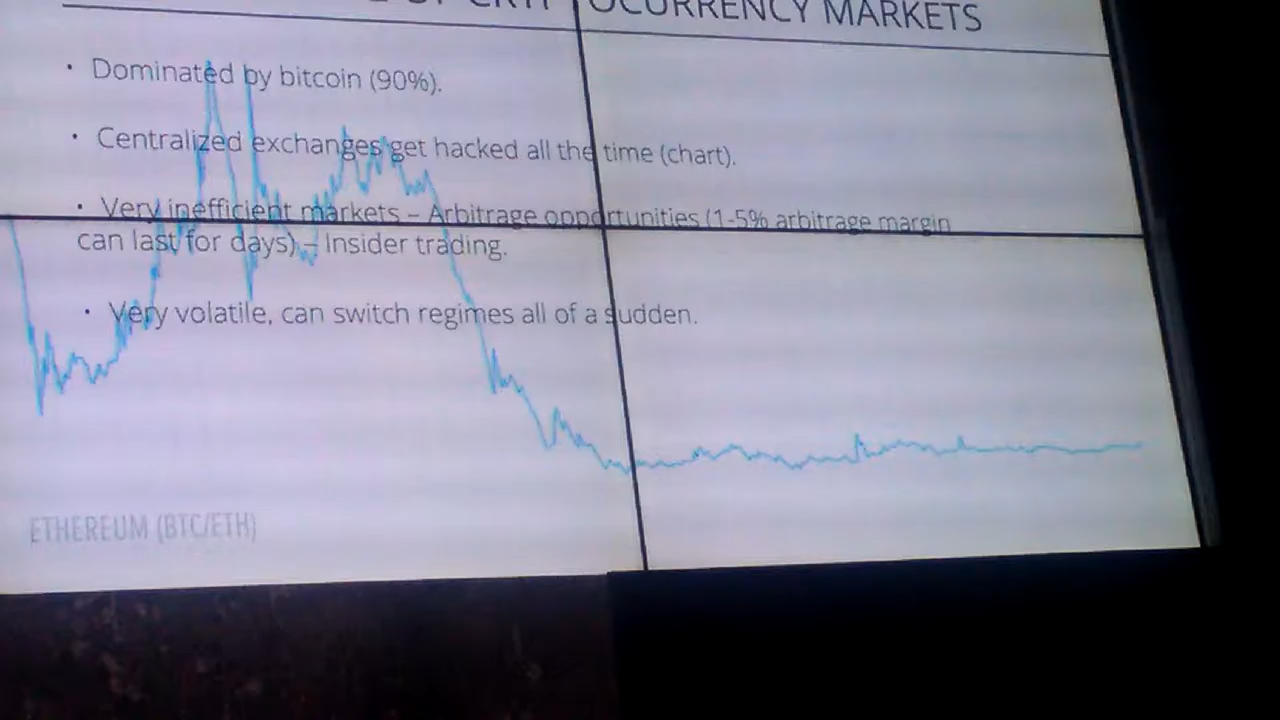 OCURRENCY MARKETS
• Dominated by bitcoin (90%).
• Centralized exchanges get hacked all the time (chart).
• Very inefficient markets – Arbitrage opportunities (1-5% arbitrage margin
can last for days) – Insider trading.
• Very volatile, can switch regimes all of a sudden.
ETHEREUM (BTC/ETH)